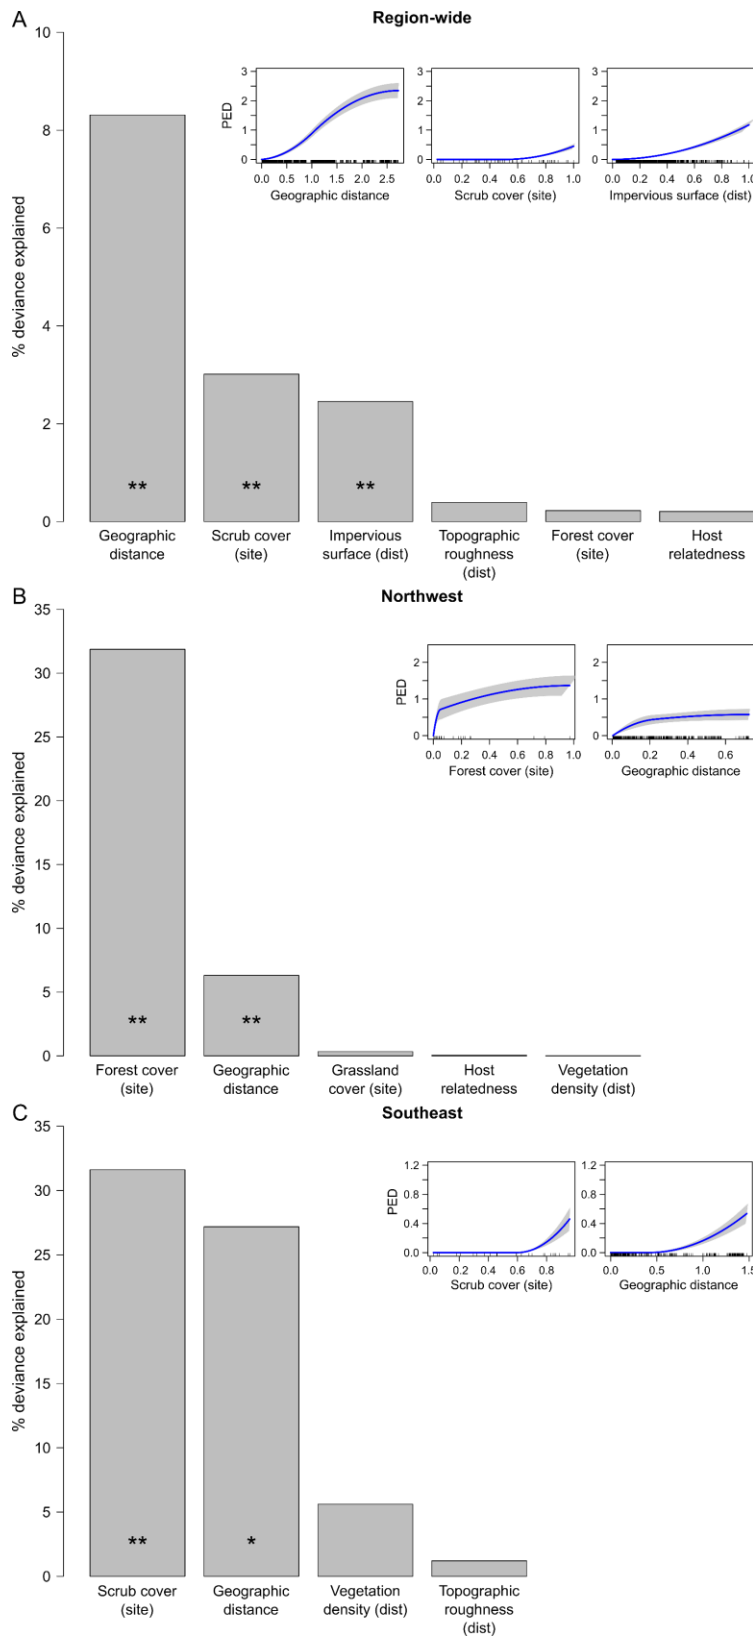 A
Region-wide
10
8
6
4
2
0
% deviance explained
3
2
1
0
PED
0.0 0.5 1.0 1.5 2.0 2.5
Geographic distance
3
2
1
0
0.0 0.2 0.4 0.6 0.8 1.0
Scrub cover (site)
3
2
1
0
0.0 0.2 0.4 0.6 0.8 1.0
Impervious surface (dist)
** ** **
Geographic
distance
Scrub cover
(site)
Impervious
surface (dist)
Topographic
roughness
(dist)
Forest cover
(site)
Host
relatedness
B
Northwest
35
30
25
20
15
10
5
0
% deviance explained
2
1
0
PED
0.0 0.2 0.4 0.6 0.8 1.0
Forest cover (site)
2
1
0
0.0 0.2 0.4 0.6
Geographic distance
** **
Forest cover
(site)
Geographic
distance
Grassland
cover (site)
Host
relatedness
Vegetation
density (dist)
C
Southeast
35
30
25
20
15
10
5
0
% deviance explained
1.2
0.8
0.4
0.0
PED
0.0 0.2 0.4 0.6 0.8
Scrub cover (site)
1.2
0.8
0.4
0.0
0.0 0.5 1.0 1.5
Geographic distance
** *
Scrub cover
(site)
Geographic
distance
Vegetation
density (dist)
Topographic
roughness
(dist)